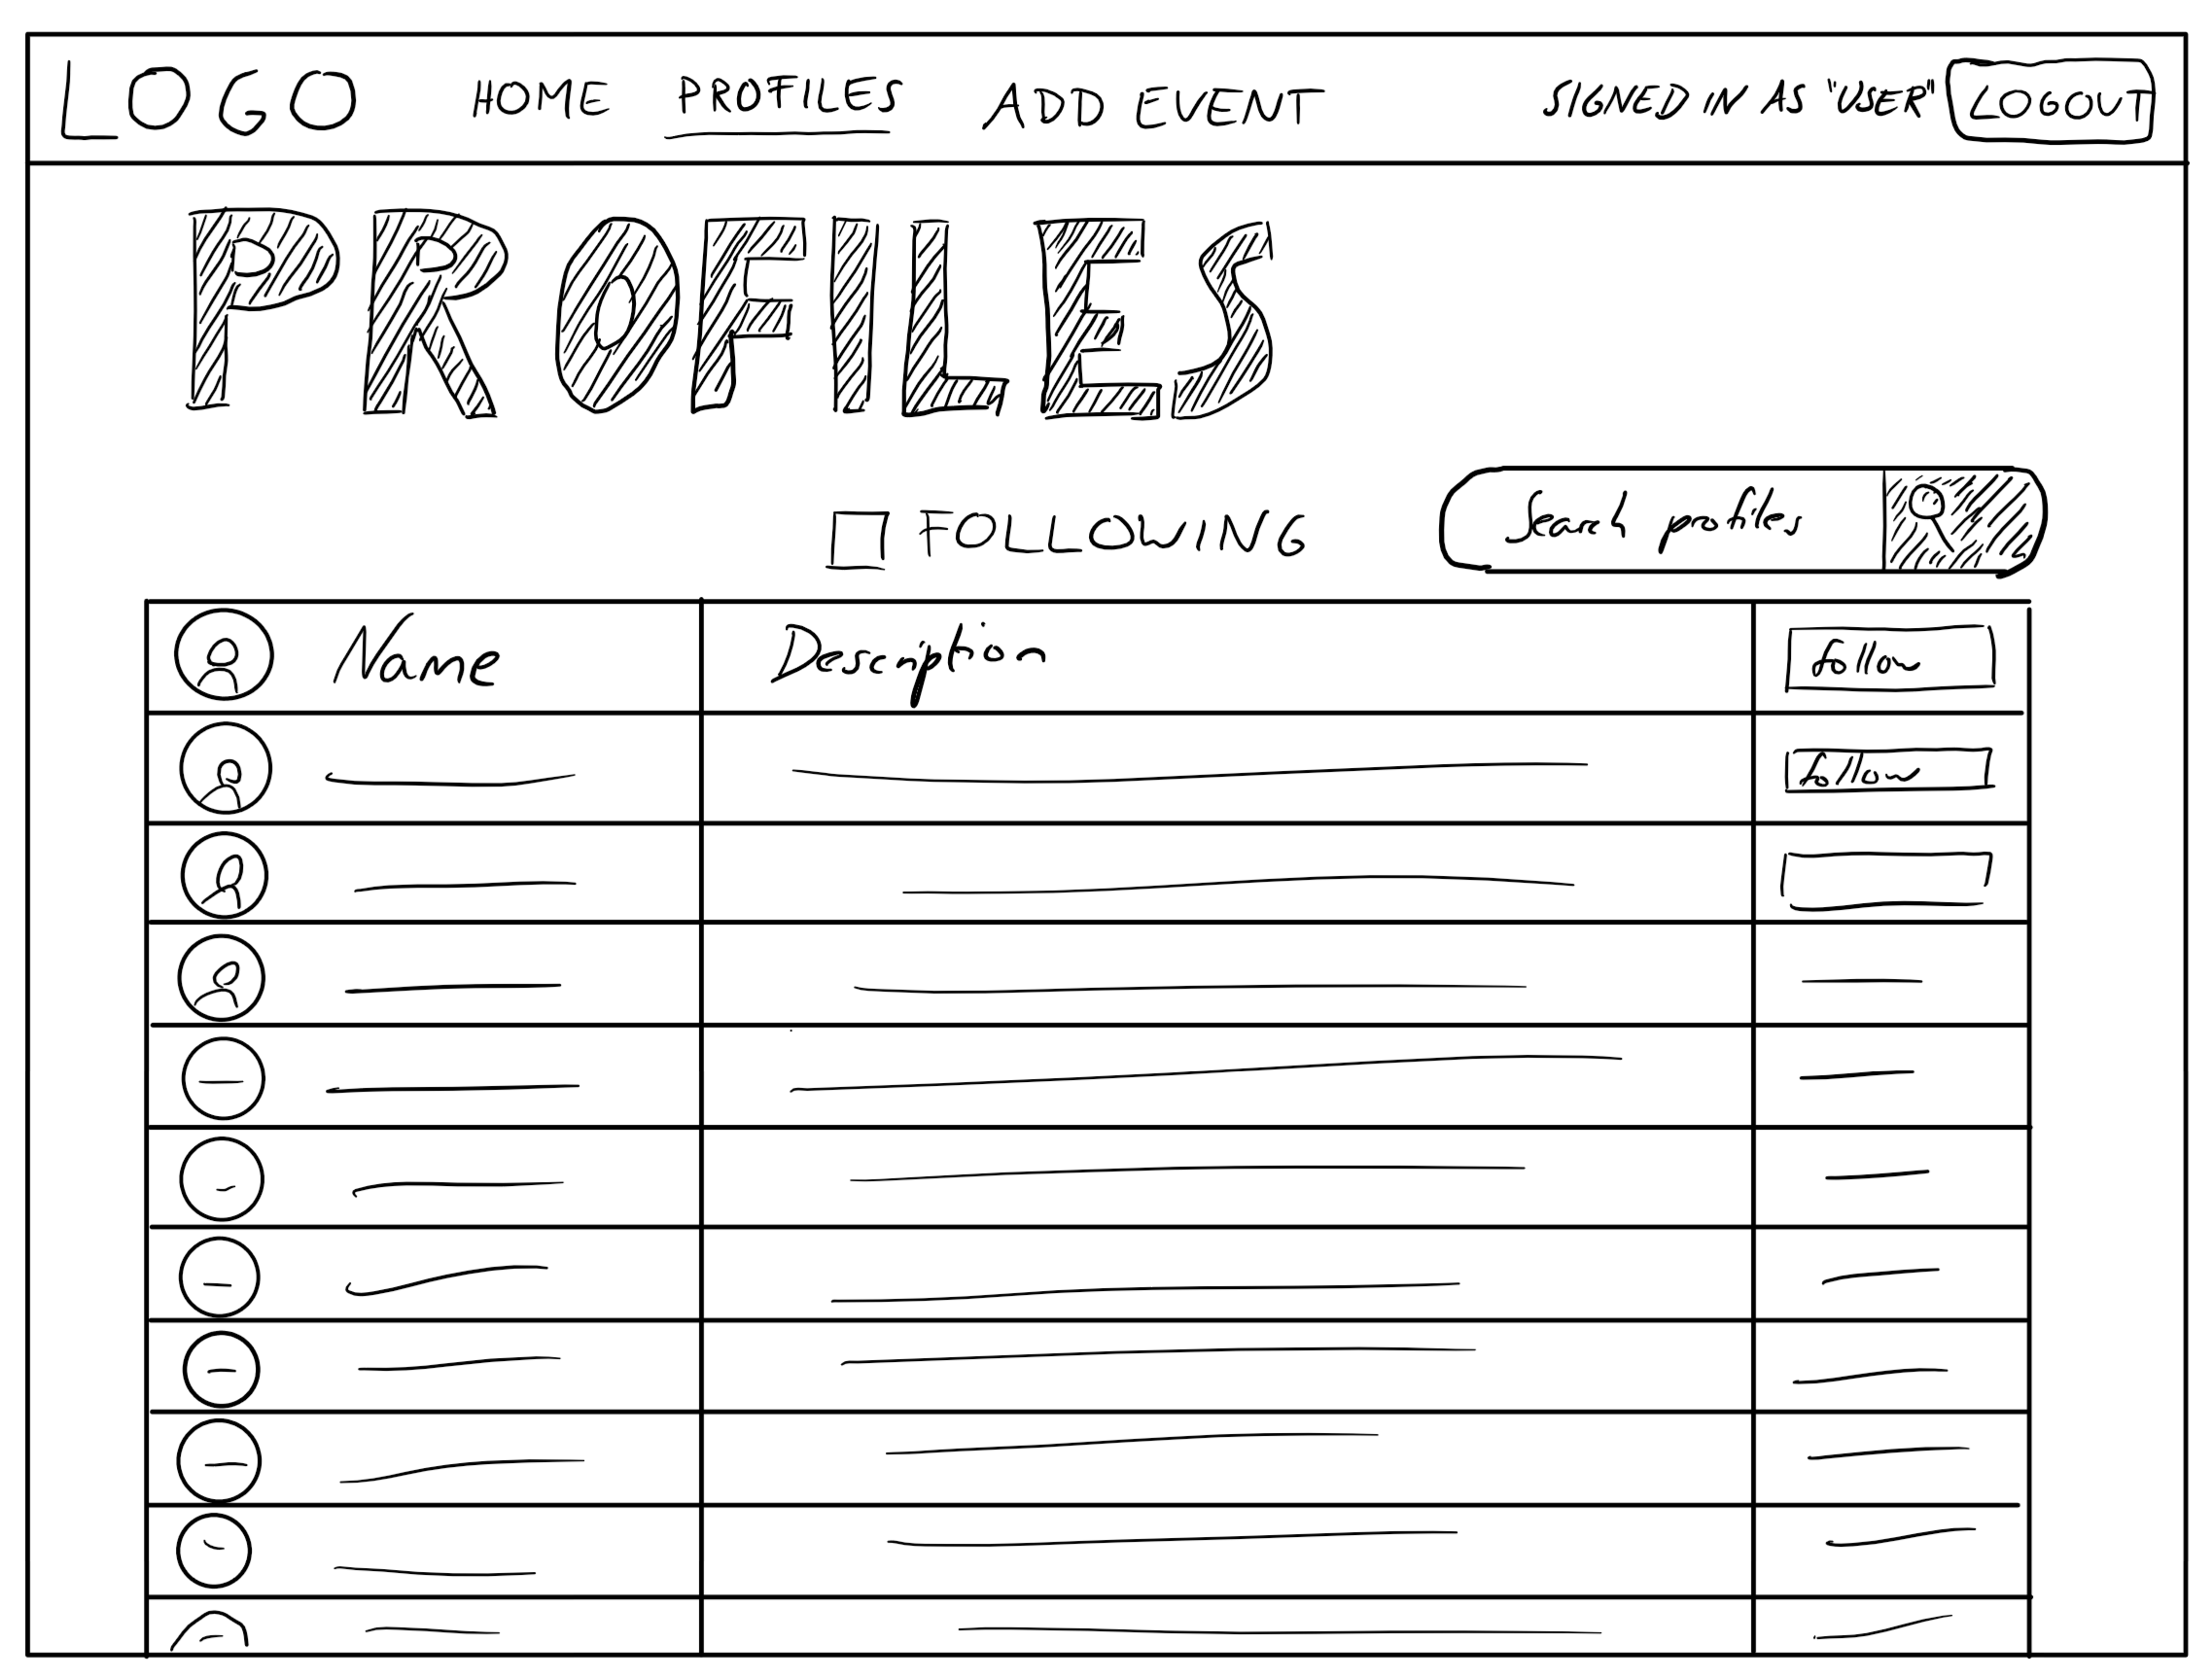 LOGO HOME PROFILES ADD EVENT SIGNED IN AS "USER" LOGOUT
PROFILES
FOLLOWING Search profiles
Name Description follow
follow